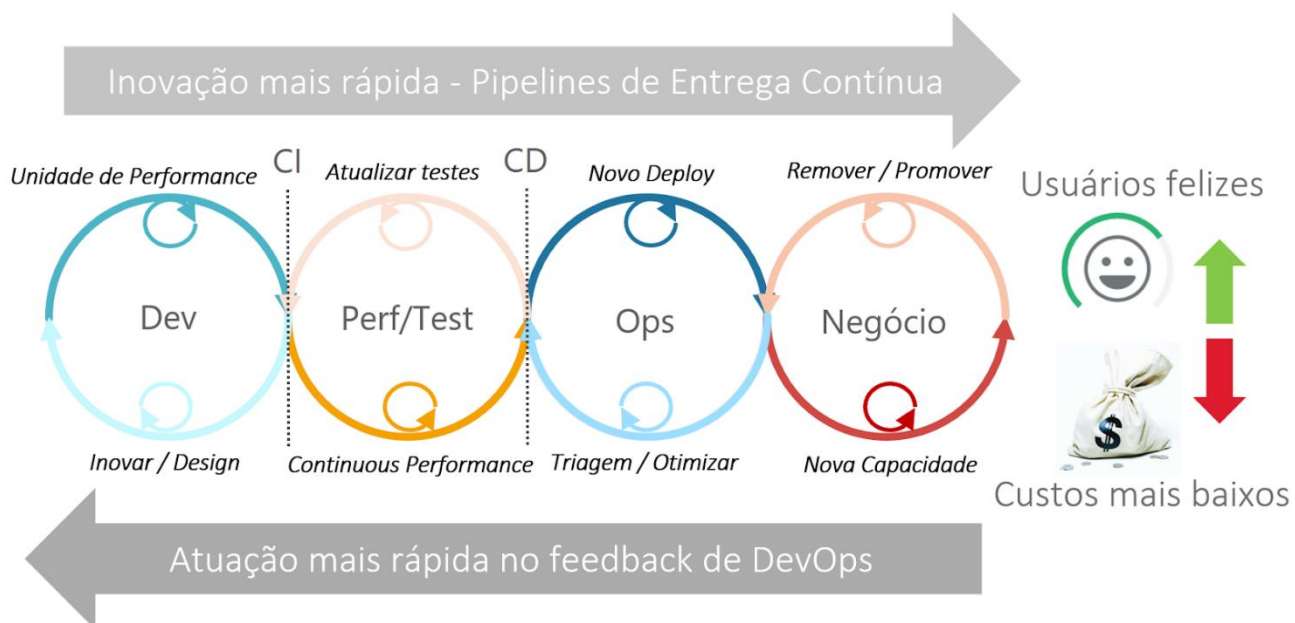 Inovação mais rápida - Pipelines de Entrega Contínua
CI
CD
Unidade de Performance
Atualizar testes
Novo Deploy
Remover / Promover
Usuários felizes
Dev
Perf/Test
Ops
Negócio
$
Inovar / Design
Continuous Performance
Triagem / Otimizar
Nova Capacidade
Custos mais baixos
Atuação mais rápida no feedback de DevOps